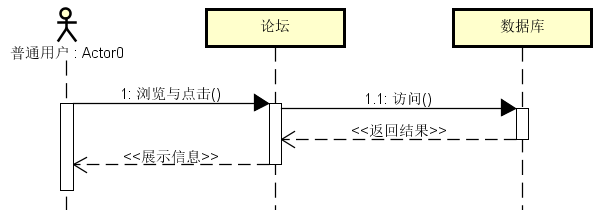 论坛
数据库
普通用户 : Actor0
1: 浏览与点击()
1.1: 访问()
<<返回结果>>
<<展示信息>>